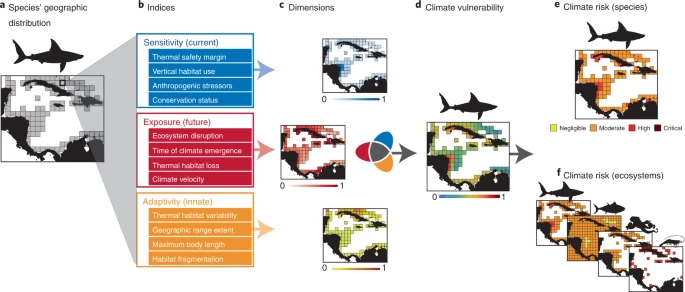 a Species' geographic
distribution
b Indices
Sensitivity (current)
Thermal safety margin
Vertical habitat use
Anthropogenic stressors
Conservation status
Exposure (future)
Ecosystem disruption
Time of climate emergence
Thermal habitat loss
Climate velocity
Adaptivity (innate)
Thermal habitat variability
Geographic range extent
Maximum body length
Habitat fragmentation
c Dimensions
0 1
0 1
0 1
d Climate vulnerability
0 1
e Climate risk (species)
Negligible Moderate High Critical
f Climate risk (ecosystems)